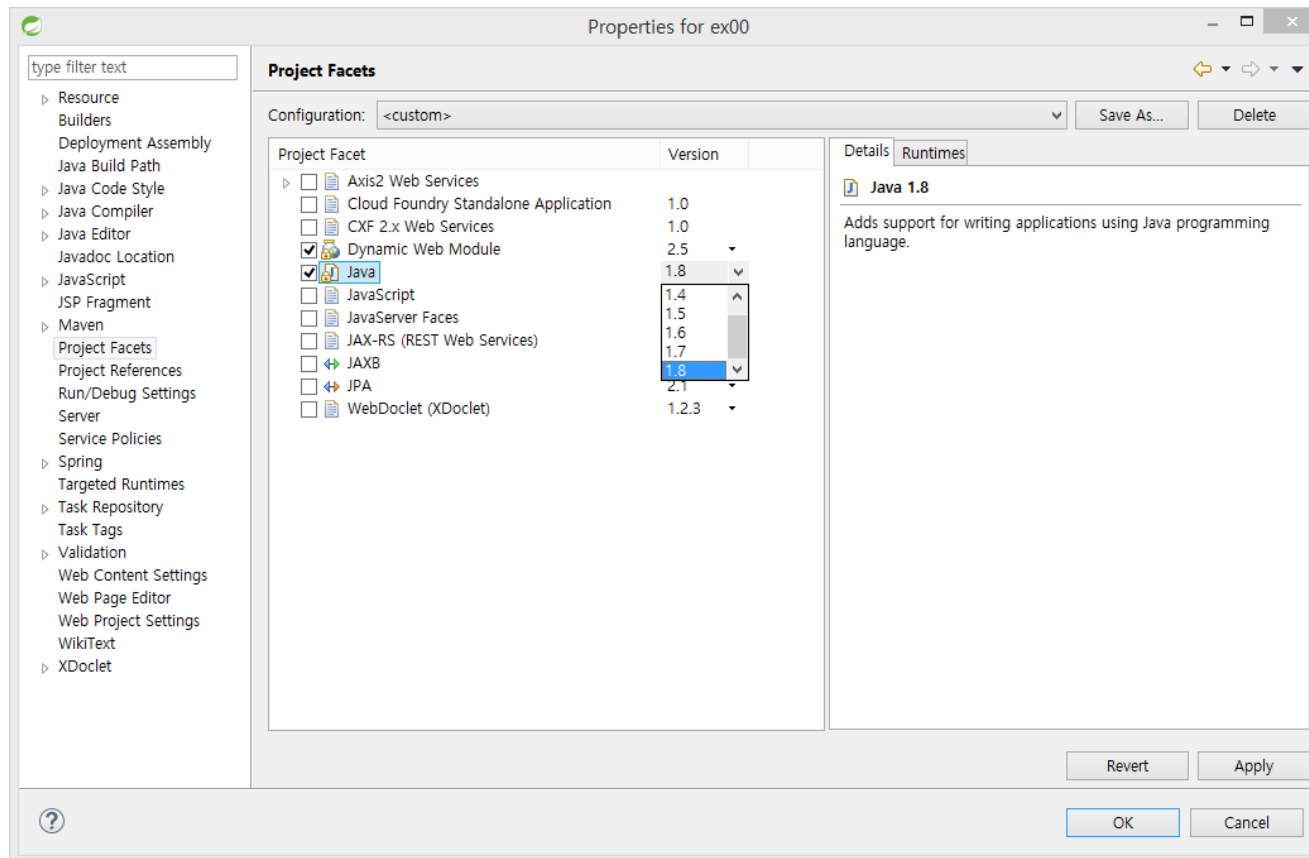 Properties for ex00
type filter text
Resource
Builders
Deployment Assembly
Java Build Path
Java Code Style
Java Compiler
Java Editor
Javadoc Location
JavaScript
JSP Fragment
Maven
Project Facets
Project References
Run/Debug Settings
Server
Service Policies
Spring
Targeted Runtimes
Task Repository
Task Tags
Validation
Web Content Settings
Web Page Editor
Web Project Settings
WikiText
XDoclet
Project Facets
Configuration: <custom> Save As... Delete
Project Facet Version
Axis2 Web Services
Cloud Foundry Standalone Application 1.0
CXF 2.x Web Services 1.0
Dynamic Web Module 2.5
Java 1.8
JavaScript 1.4
JavaServer Faces 1.5
1.6
JAX-RS (REST Web Services) 1.7
JAXB 1.8
JPA 2.1
WebDoclet (XDoclet) 1.2.3
Details Runtimes
Java 1.8
Adds support for writing applications using Java programming
language.
Revert Apply
OK Cancel